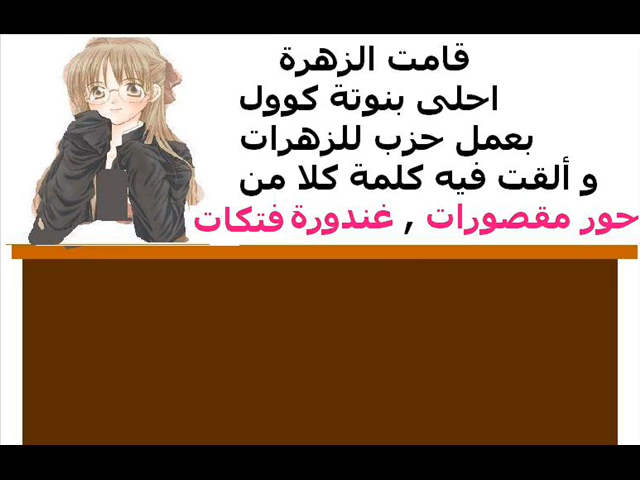 قامت الزهرة
احلى بنوتة كوول
بعمل حزب للزهرات
و ألقت فيه كلمة كلا من
حور مقصورات , غندورة فتكات